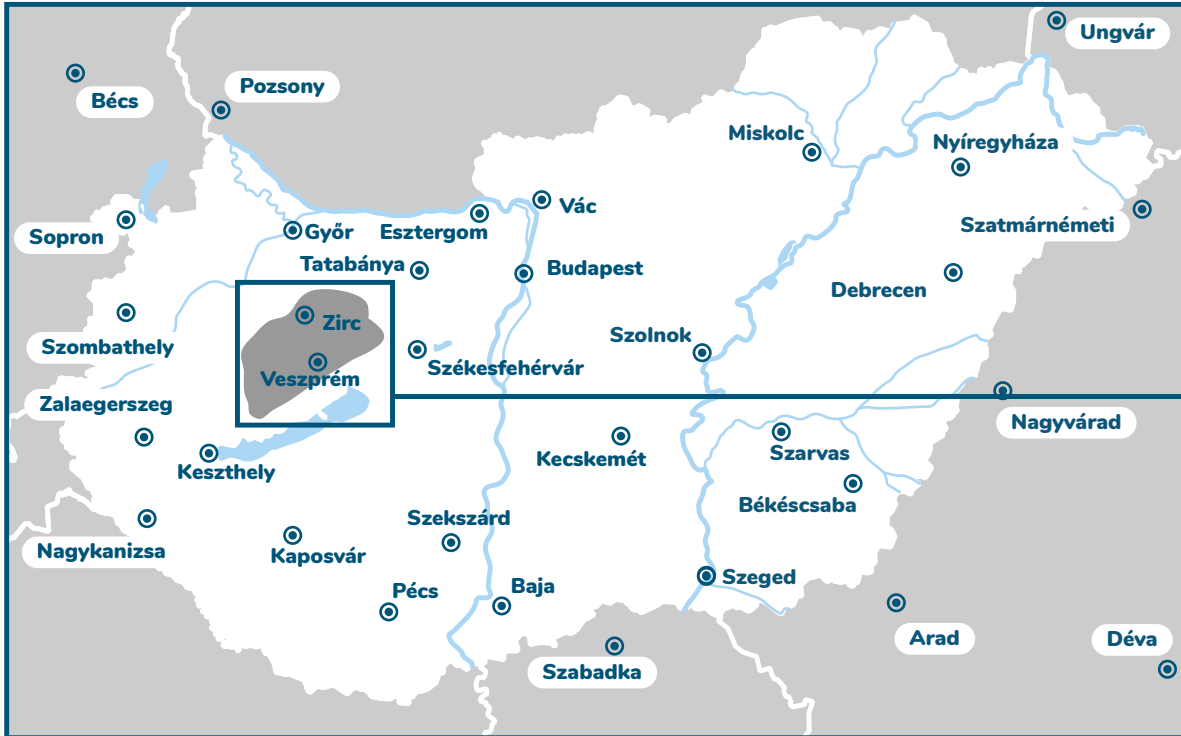 Ungvár
Bécs
Pozsony
Miskolc
Nyíregyháza
Vác
Szatmárnémeti
Sopron
Győr
Esztergom
Tatabánya
Budapest
Debrecen
Zirc
Szolnok
Szombathely
Székesfehérvár
Veszprém
Zalaegerszeg
Nagyvárad
Keszthely
Kecskemét
Szarvas
Békéscsaba
Szekszárd
Nagykanizsa
Kaposvár
Szeged
Pécs
Baja
Arad
Déva
Szabadka